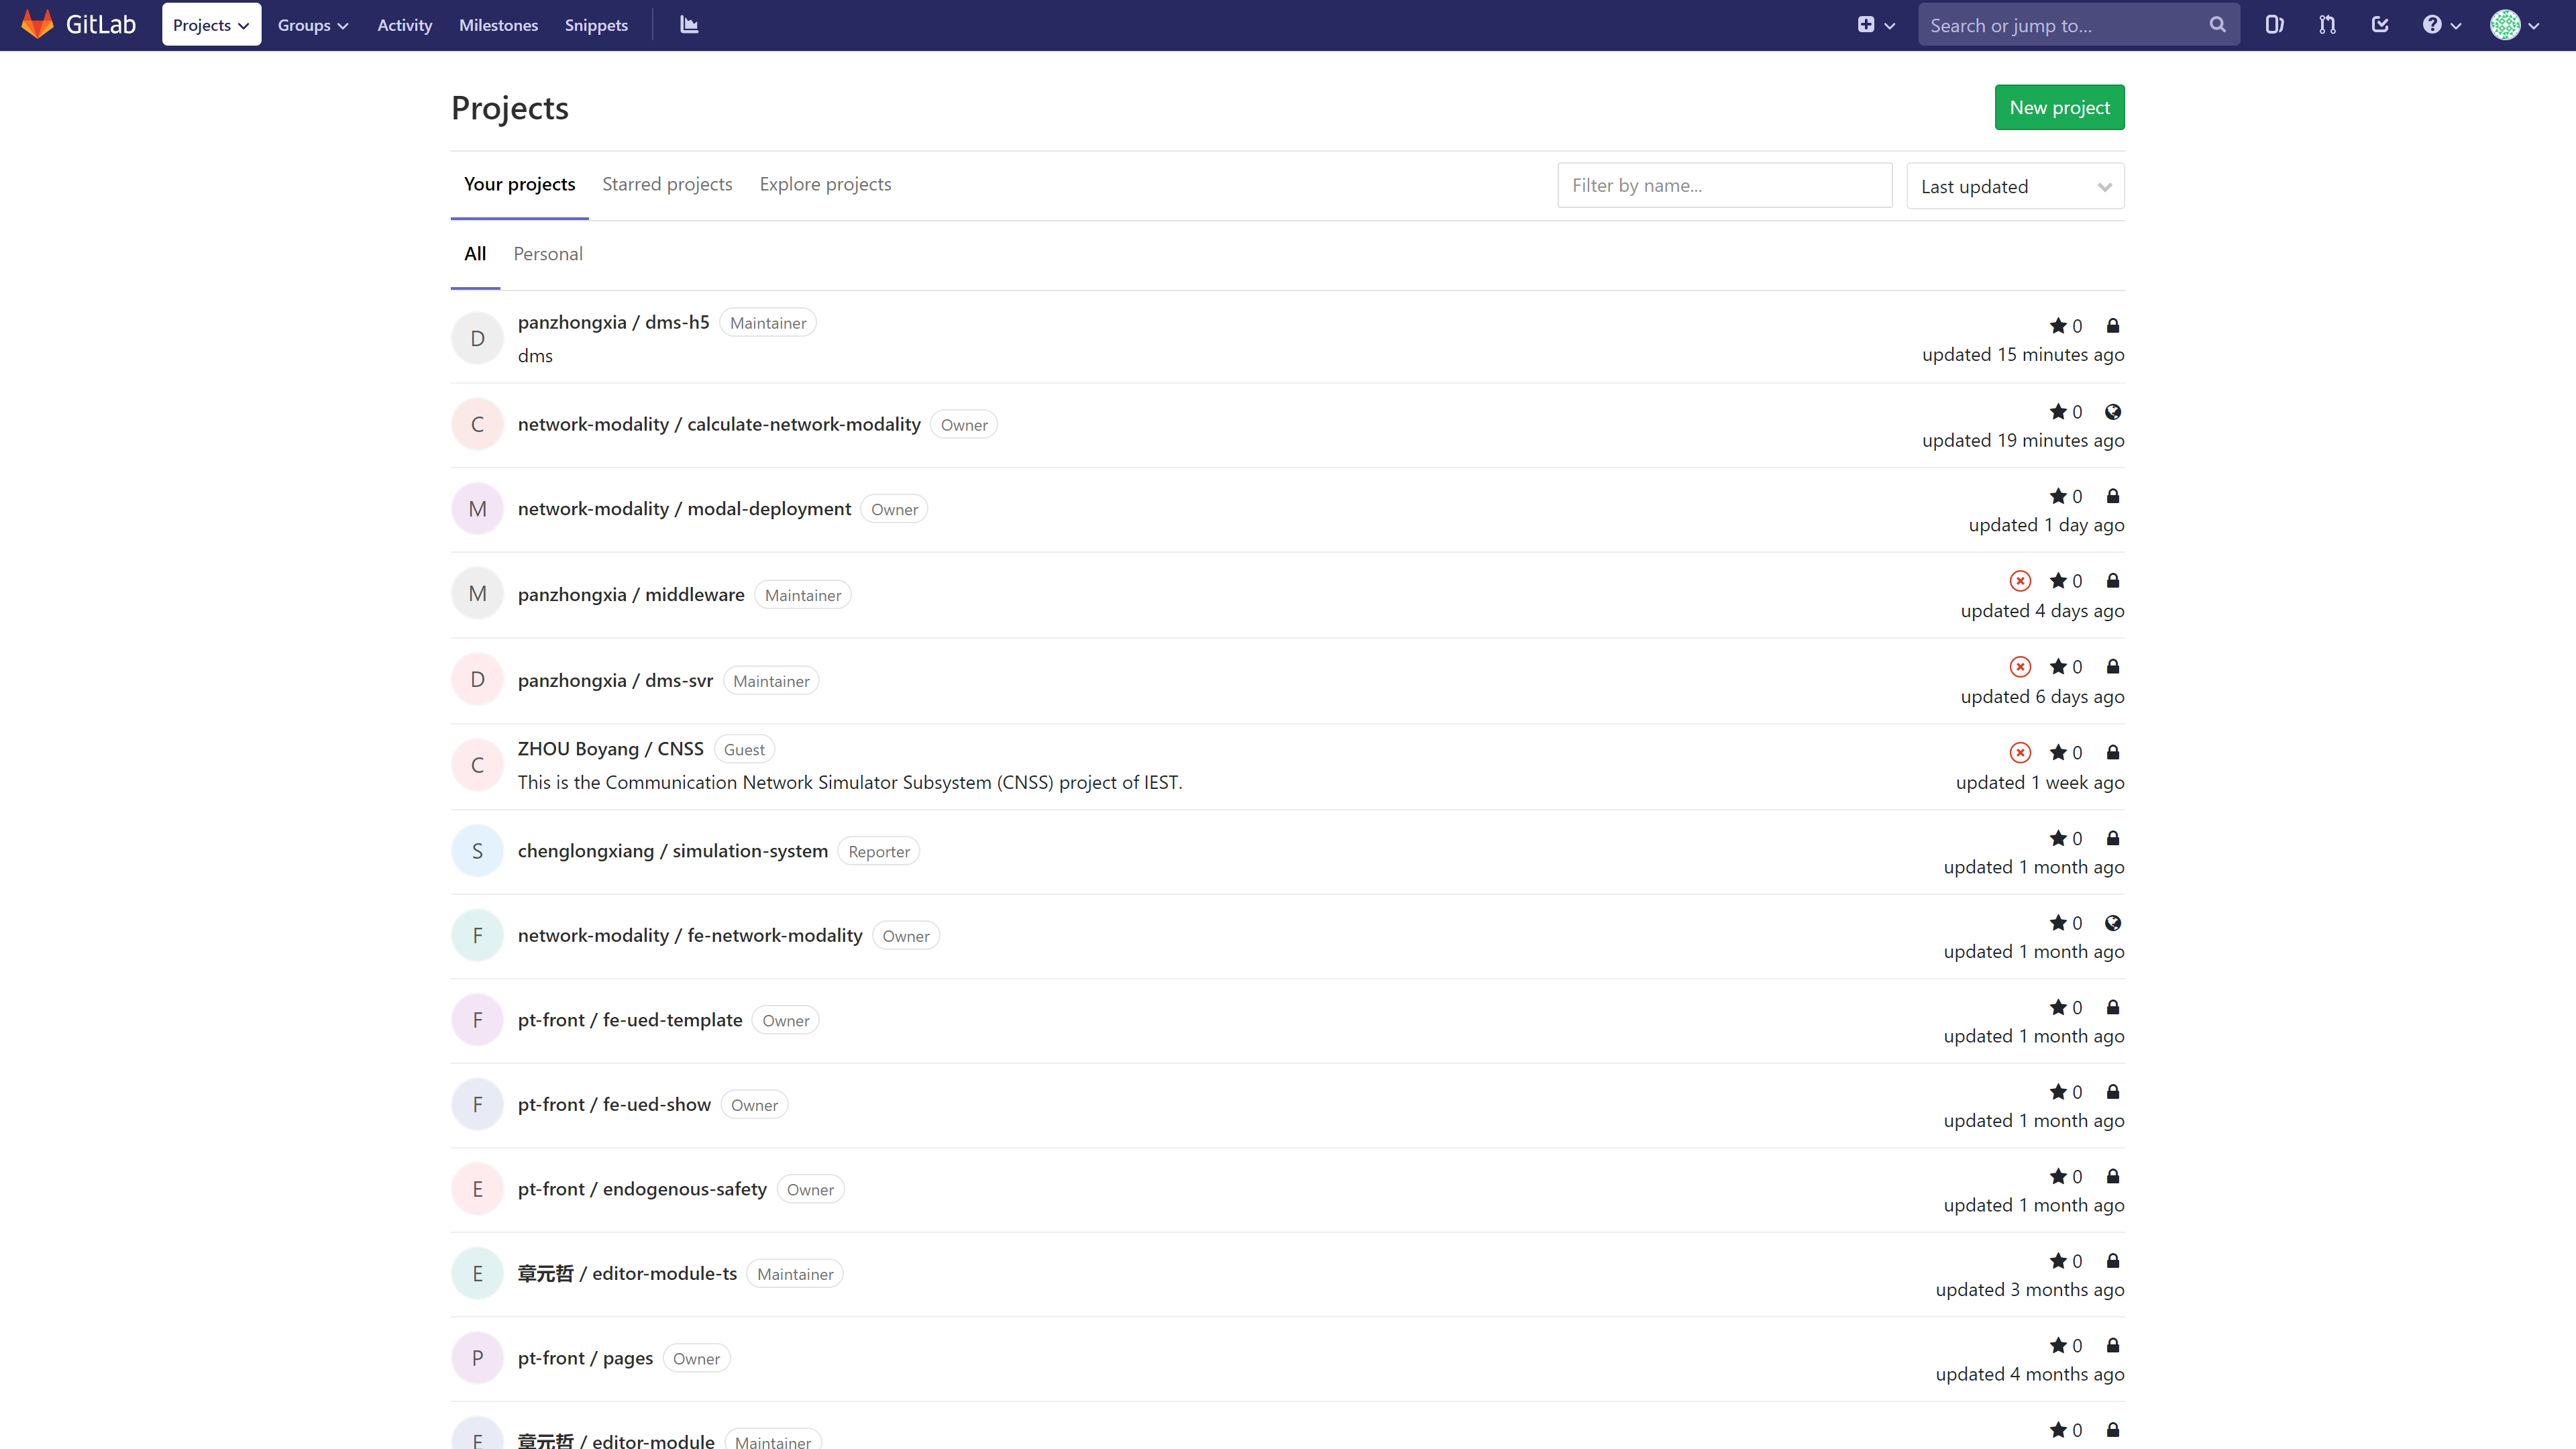 GitLab Projects Groups Activity Milestones Snippets Search or jump to...
Projects New project
Your projects Starred projects Explore projects Filter by name... Last updated
All Personal
D panzhongxia / dms-h5 Maintainer 0
dms updated 15 minutes ago
C network-modality / calculate-network-modality Owner 0
updated 19 minutes ago
M network-modality / modal-deployment Owner 0
updated 1 day ago
M panzhongxia / middleware Maintainer 0
updated 4 days ago
D panzhongxia / dms-svr Maintainer 0
updated 6 days ago
C ZHOU Boyang / CNSS Guest 0
This is the Communication Network Simulator Subsystem (CNSS) project of IEST. updated 1 week ago
S chenglongxiang / simulation-system Reporter 0
updated 1 month ago
F network-modality / fe-network-modality Owner 0
updated 1 month ago
F pt-front / fe-ued-template Owner 0
updated 1 month ago
F pt-front / fe-ued-show Owner 0
updated 1 month ago
E pt-front / endogenous-safety Owner 0
updated 1 month ago
E 章元哲 / editor-module-ts Maintainer 0
updated 3 months ago
P pt-front / pages Owner 0
updated 4 months ago
E 章元哲 / editor-module Maintainer 0